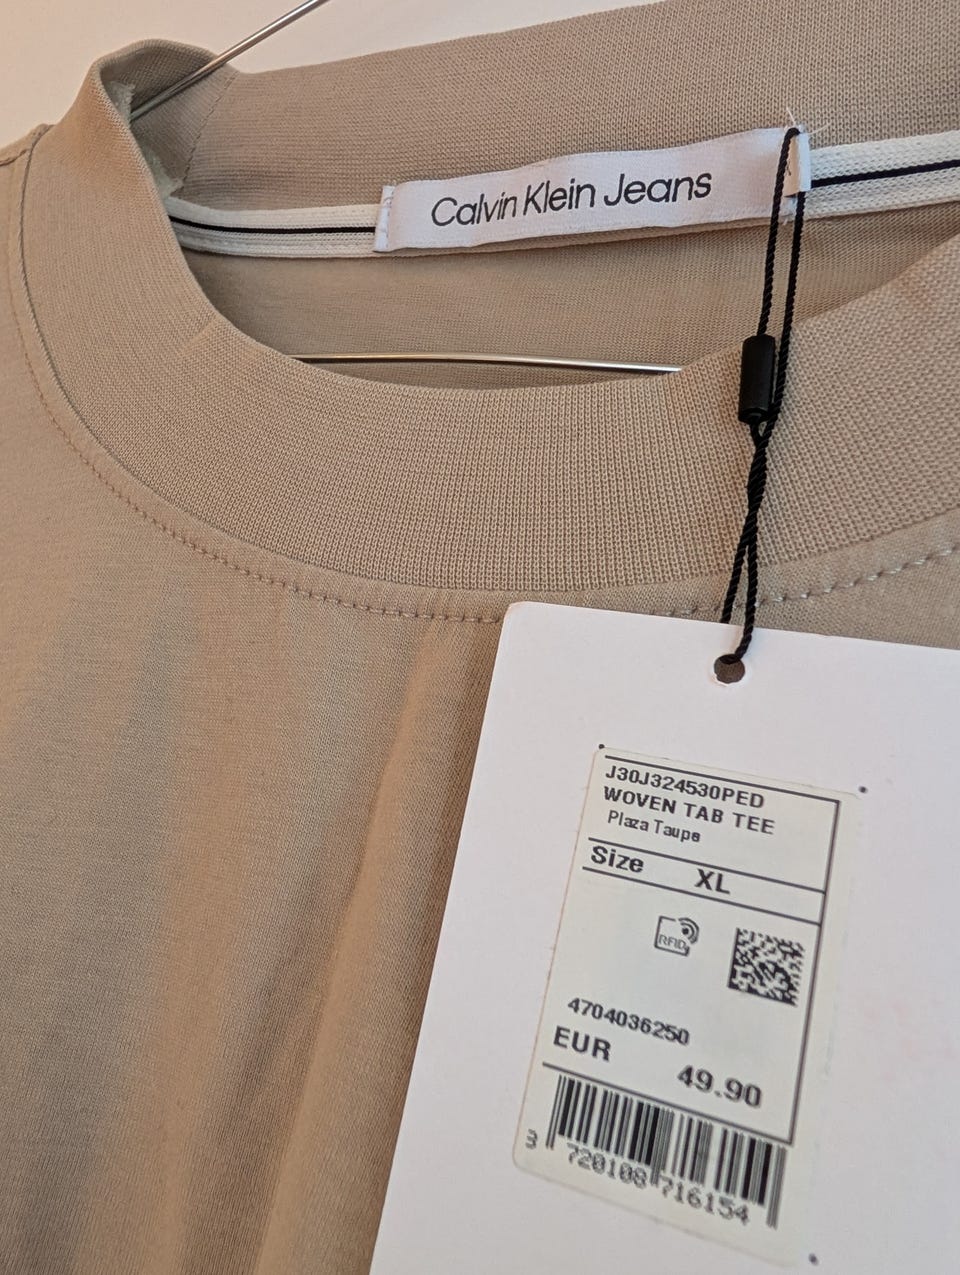 Calvin Klein Jeans
J30J324530PED
WOVEN TAB TEE
Plaza Taupe
Size XL
RFID
4704036250
EUR
49.90
3 720108 716154